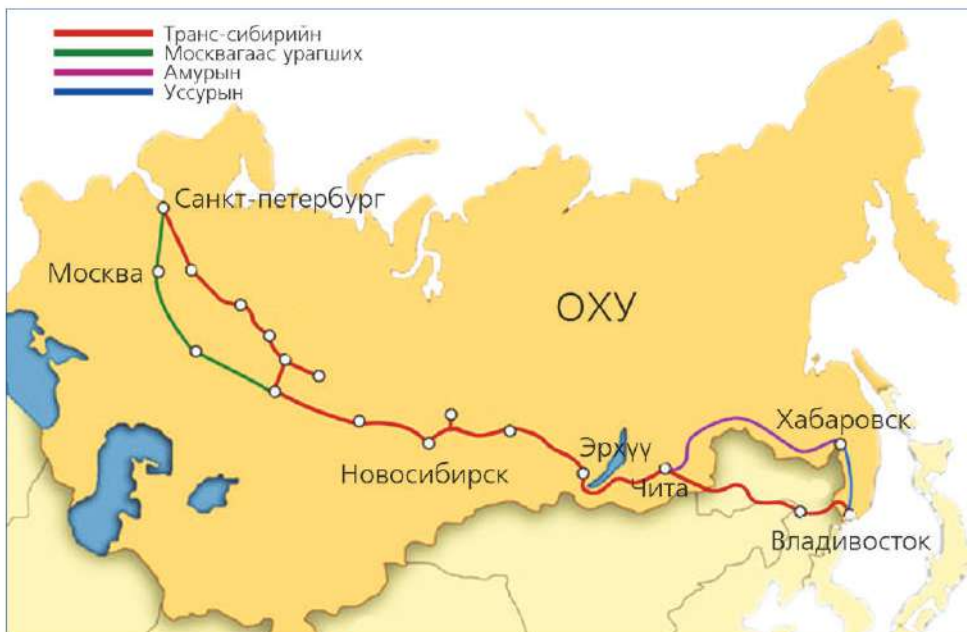 Транс-сибирийн
Москвагаас урагших
Амурын
Уссурын
Санкт-петербург
Москва
ОХУ
Хабаровск
Эрхүү
Новосибирск
Чита
Владивосток